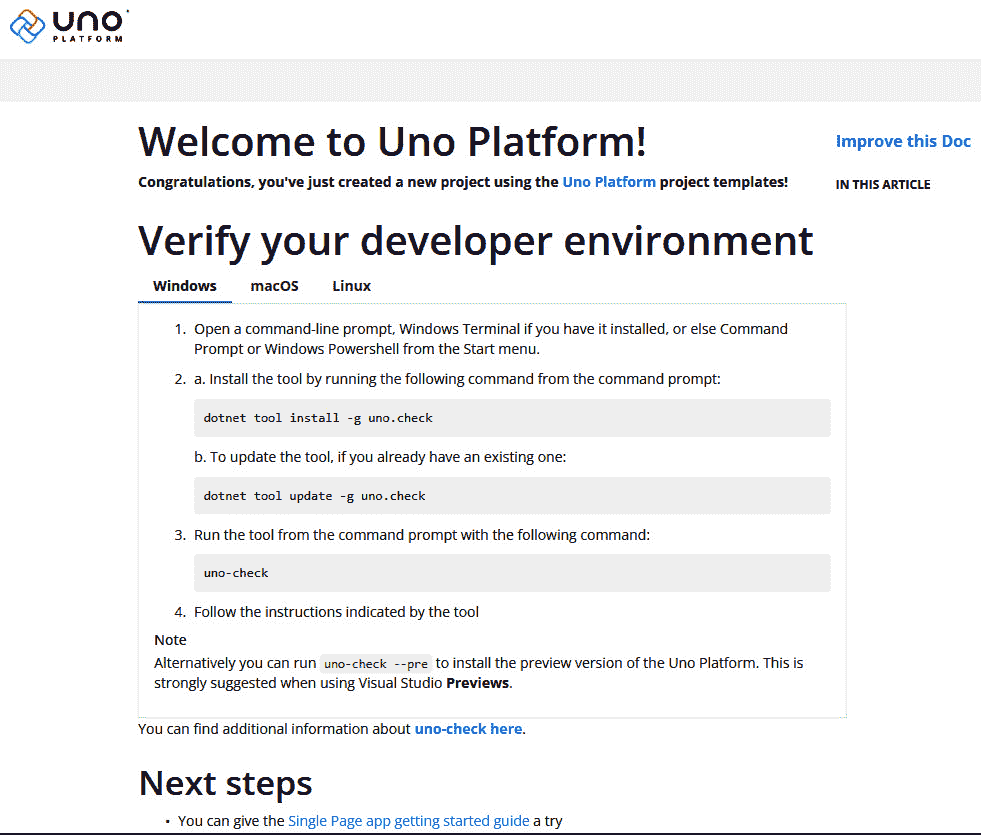 UNO
PLATFORM
Welcome to Uno Platform!
Improve this Doc
Congratulations, you've just created a new project using the Uno Platform project templates!
IN THIS ARTICLE
Verify your developer environment
Windows macOS Linux
1. Open a command-line prompt, Windows Terminal if you have it installed, or else Command
Prompt or Windows Powershell from the Start menu.
2. a. Install the tool by running the following command from the command prompt:
dotnet tool install -g uno.check
b. To update the tool, if you already have an existing one:
dotnet tool update -g uno.check
3. Run the tool from the command prompt with the following command:
uno-check
4. Follow the instructions indicated by the tool
Note
Alternatively you can run uno-check --pre to install the preview version of the Uno Platform. This is
strongly suggested when using Visual Studio Previews.
You can find additional information about uno-check here.
Next steps
• You can give the Single Page app getting started guide a try